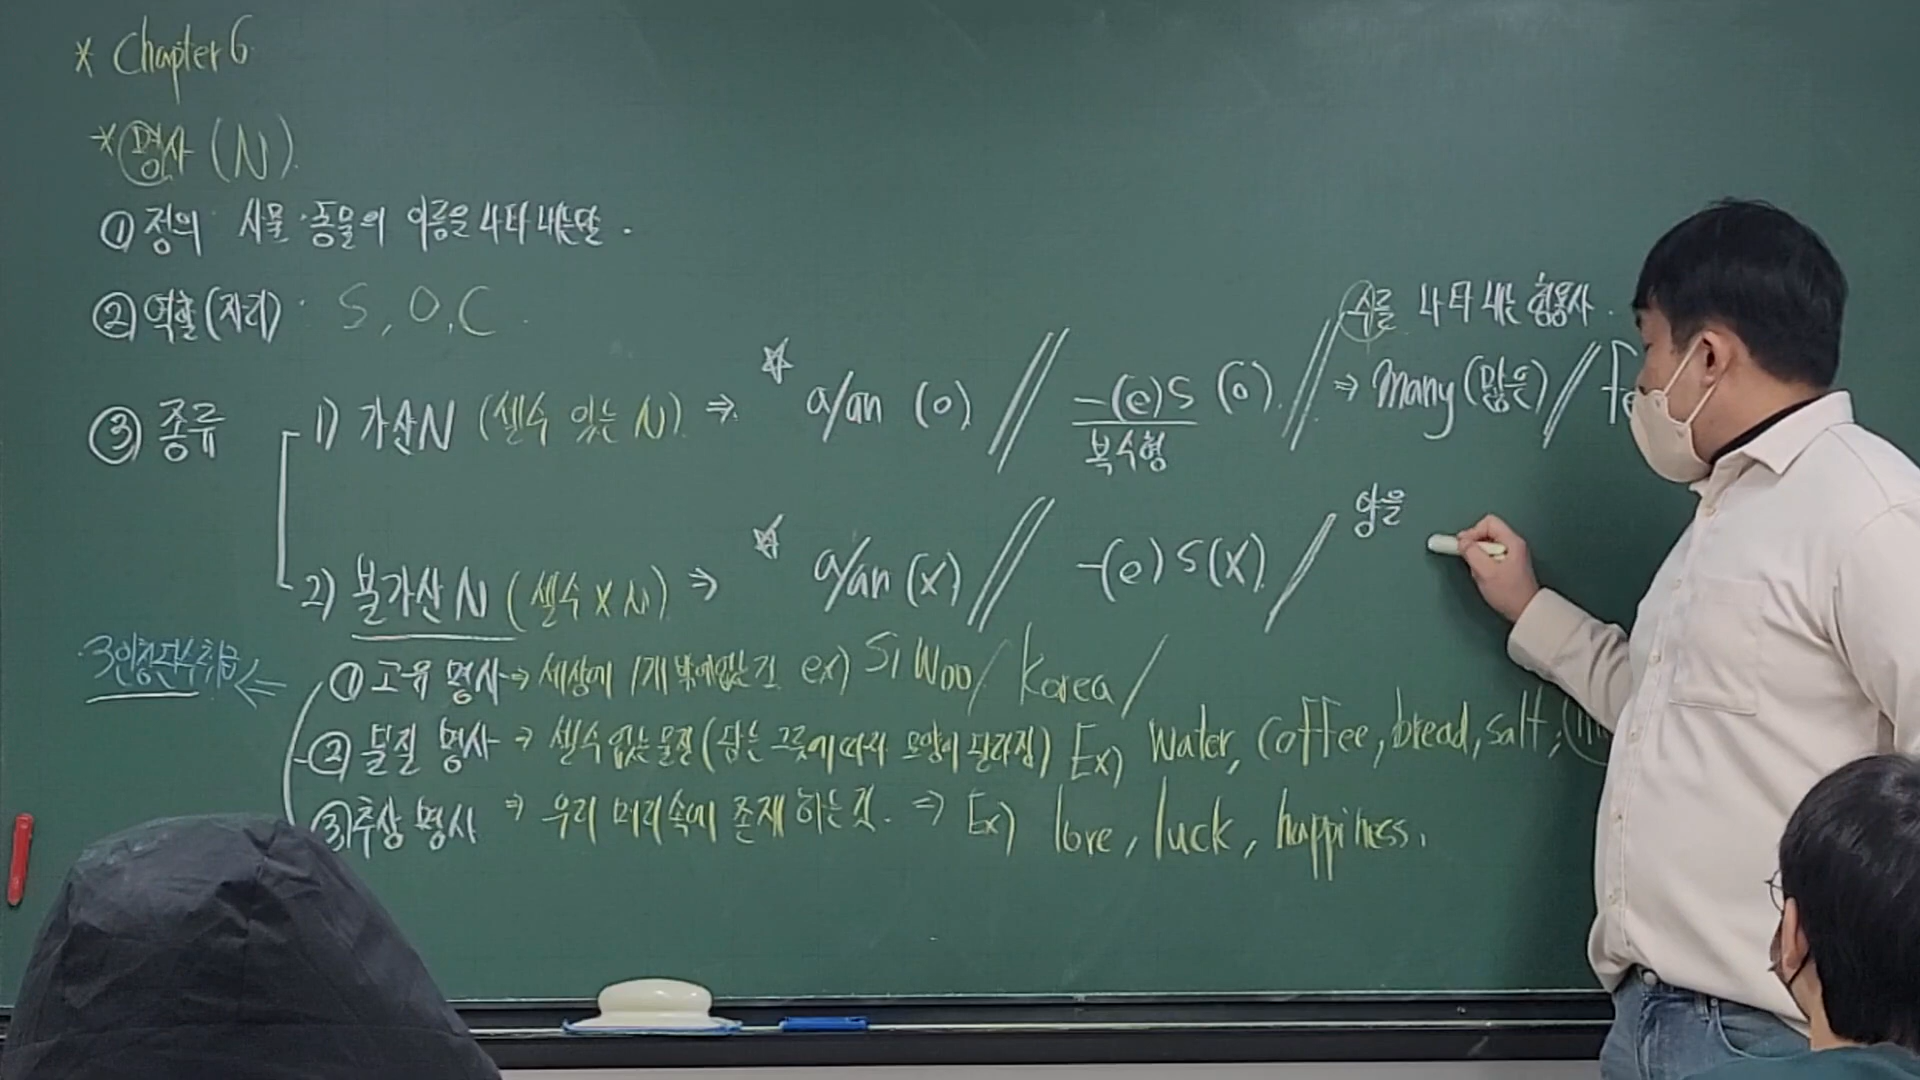 * Chapter 6
* 명사 (N).
① 정의 사물·동물의 이름을 나타내는 말.
② 역할(자리) · S, O, C.
수를 나타내는 형용사.
③ 종류 1) 가산N (셀수 있는 N) ⇒ ☆ a/an (o) // -(e)s (o). // ⇒ many (많은) //
복수형
양을
2) 불가산N (셀수 X N) ⇒ ☆ a/an (x) // -(e)s (x). /
3인칭단수취급 ⇐ ① 고유 명사 → 세상에 1개 밖에 없는 것 ex) Si Woo / Korea /
② 물질 명사 → 셀수 없는 물질 (담는 그릇에 따라 모양이 달라짐) Ex) water, coffee, bread, salt,
③ 추상 명사 ⇒ 우리 머리속에 존재하는 것. ⇒ Ex) love, luck, happiness.